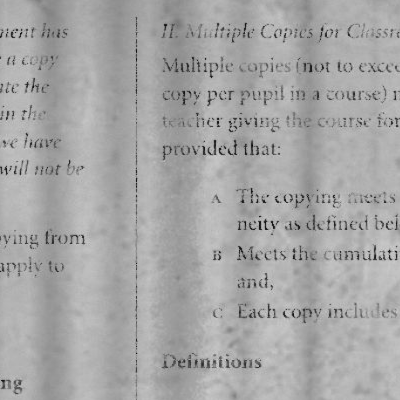 ment has
a copy
ate the
in the
we have
will not be
ying from
apply to
ng
II. Multiple Copies for Classro
Multiple copies (not to excee
copy per pupil in a course) m
teacher giving the course for
provided that:
A The copying meets
neity as defined bel
B Meets the cumulati
and,
C Each copy includes
Definitions